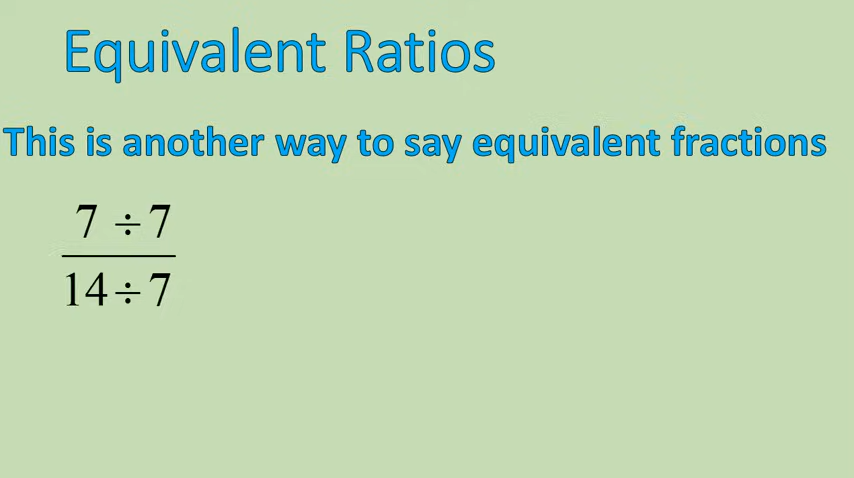 Equivalent Ratios
This is another way to say equivalent fractions
7 ÷ 7
14 ÷ 7